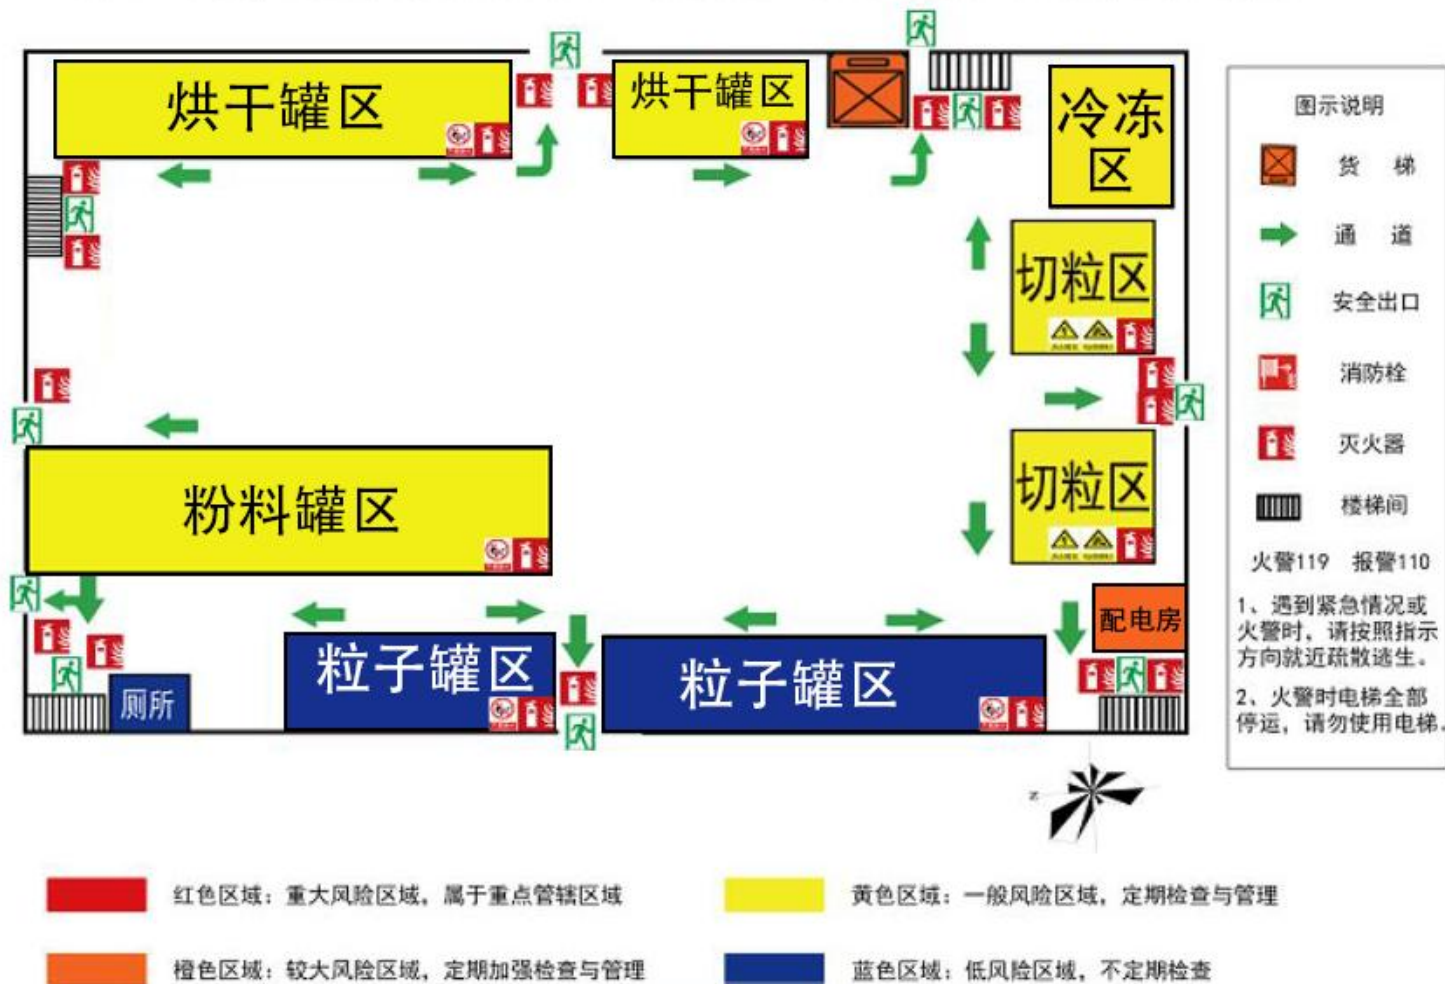 烘干罐区
烘干罐区
冷冻
区
切粒区
切粒区
粉料罐区
配电房
粒子罐区
粒子罐区
厕所
图示说明
货 梯
通 道
安全出口
消防栓
灭火器
楼梯间
火警119 报警110
1、遇到紧急情况或
火警时，请按照指示
方向就近疏散逃生。
2、火警时电梯全部
停运，请勿使用电梯。
N
红色区域：重大风险区域，属于重点管辖区域
黄色区域：一般风险区域，定期检查与管理
橙色区域：较大风险区域，定期加强检查与管理
蓝色区域：低风险区域，不定期检查